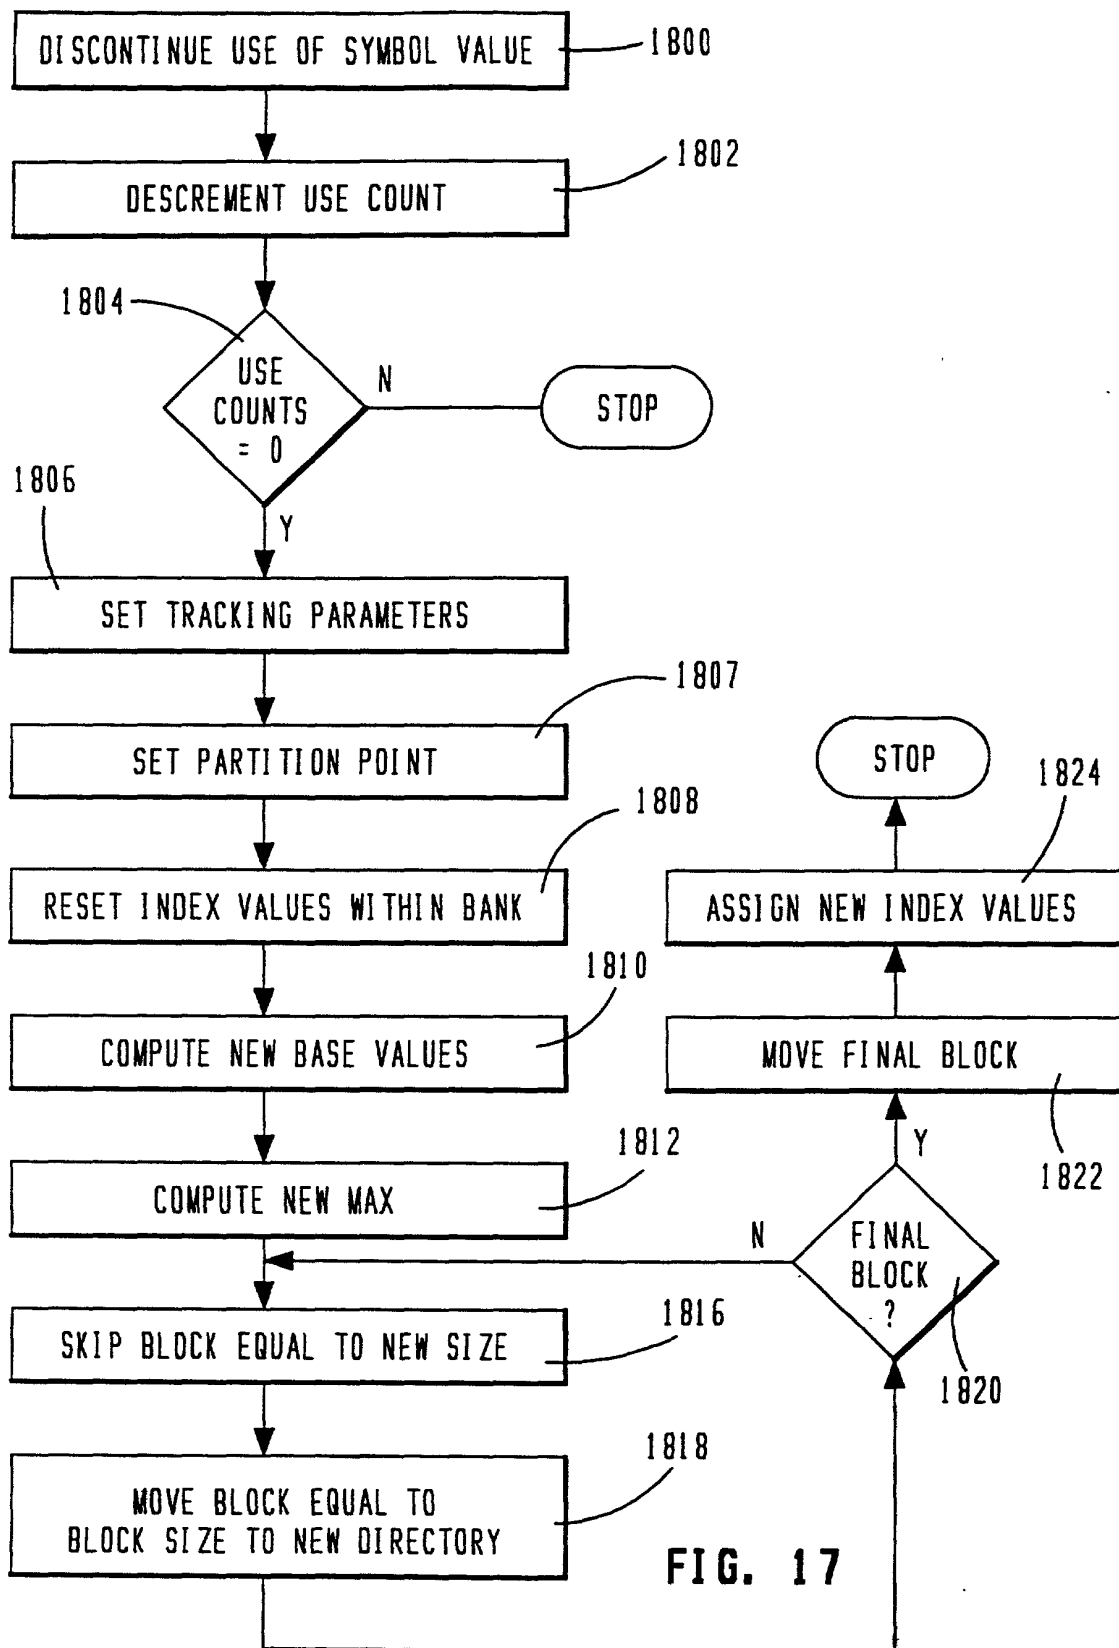 DISCONTINUE USE OF SYMBOL VALUE
1800
DESCREMENT USE COUNT
1802
1804
USE
COUNTS
= 0
N
STOP
Y
1806
SET TRACKING PARAMETERS
1807
SET PARTITION POINT
1808
RESET INDEX VALUES WITHIN BANK
1810
COMPUTE NEW BASE VALUES
1812
COMPUTE NEW MAX
1816
SKIP BLOCK EQUAL TO NEW SIZE
1818
MOVE BLOCK EQUAL TO
BLOCK SIZE TO NEW DIRECTORY
FINAL
BLOCK
?
1820
N
Y
MOVE FINAL BLOCK
1822
ASSIGN NEW INDEX VALUES
1824
STOP
FIG. 17